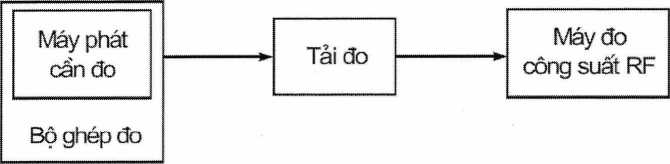 Máy phát
cần đo
Bộ ghép đo
Tải đo
Máy đo
công suất RF